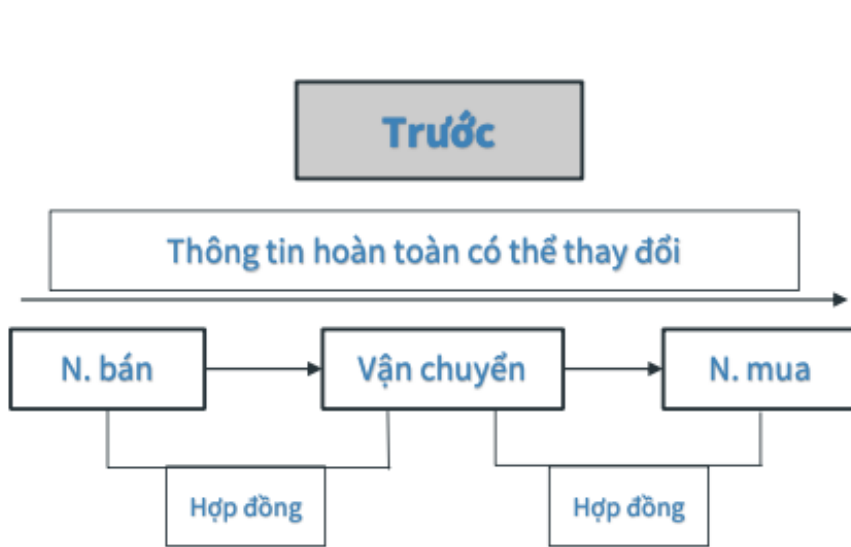 Trước
Thông tin hoàn toàn có thể thay đổi
N. bán
Vận chuyển
N. mua
Hợp đồng
Hợp đồng